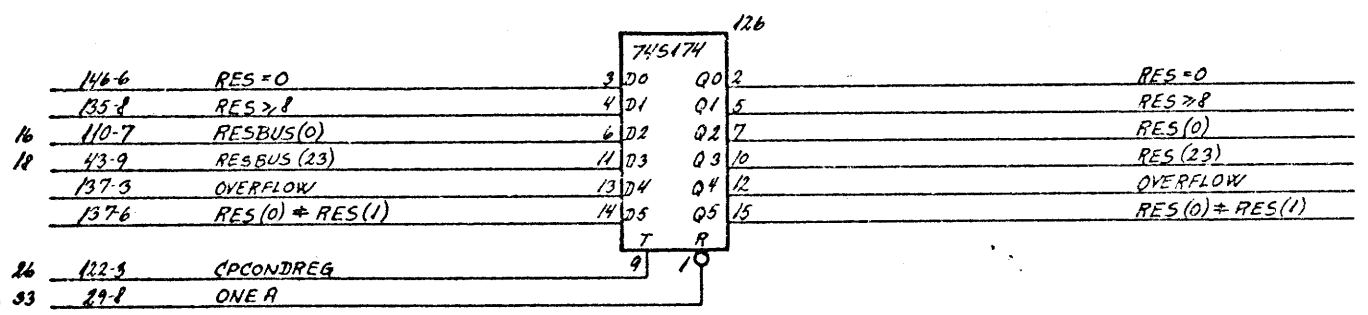 126
74S174
146-6 RES = 0 3 D0 Q0 2 RES = 0
135-8 RES ⩾ 8 4 D1 Q1 5 RES ⩾ 8
16 110-7 RESBUS(0) 6 D2 Q2 7 RES(0)
18 43-9 RESBUS(23) 11 D3 Q3 10 RES(23)
137-3 OVERFLOW 13 D4 Q4 12 OVERFLOW
137-6 RES(0) ≠ RES(1) 14 D5 Q5 15 RES(0) ≠ RES(1)
T R
26 122-3 CPCONDREG 9 1
33 29-8 ONE A